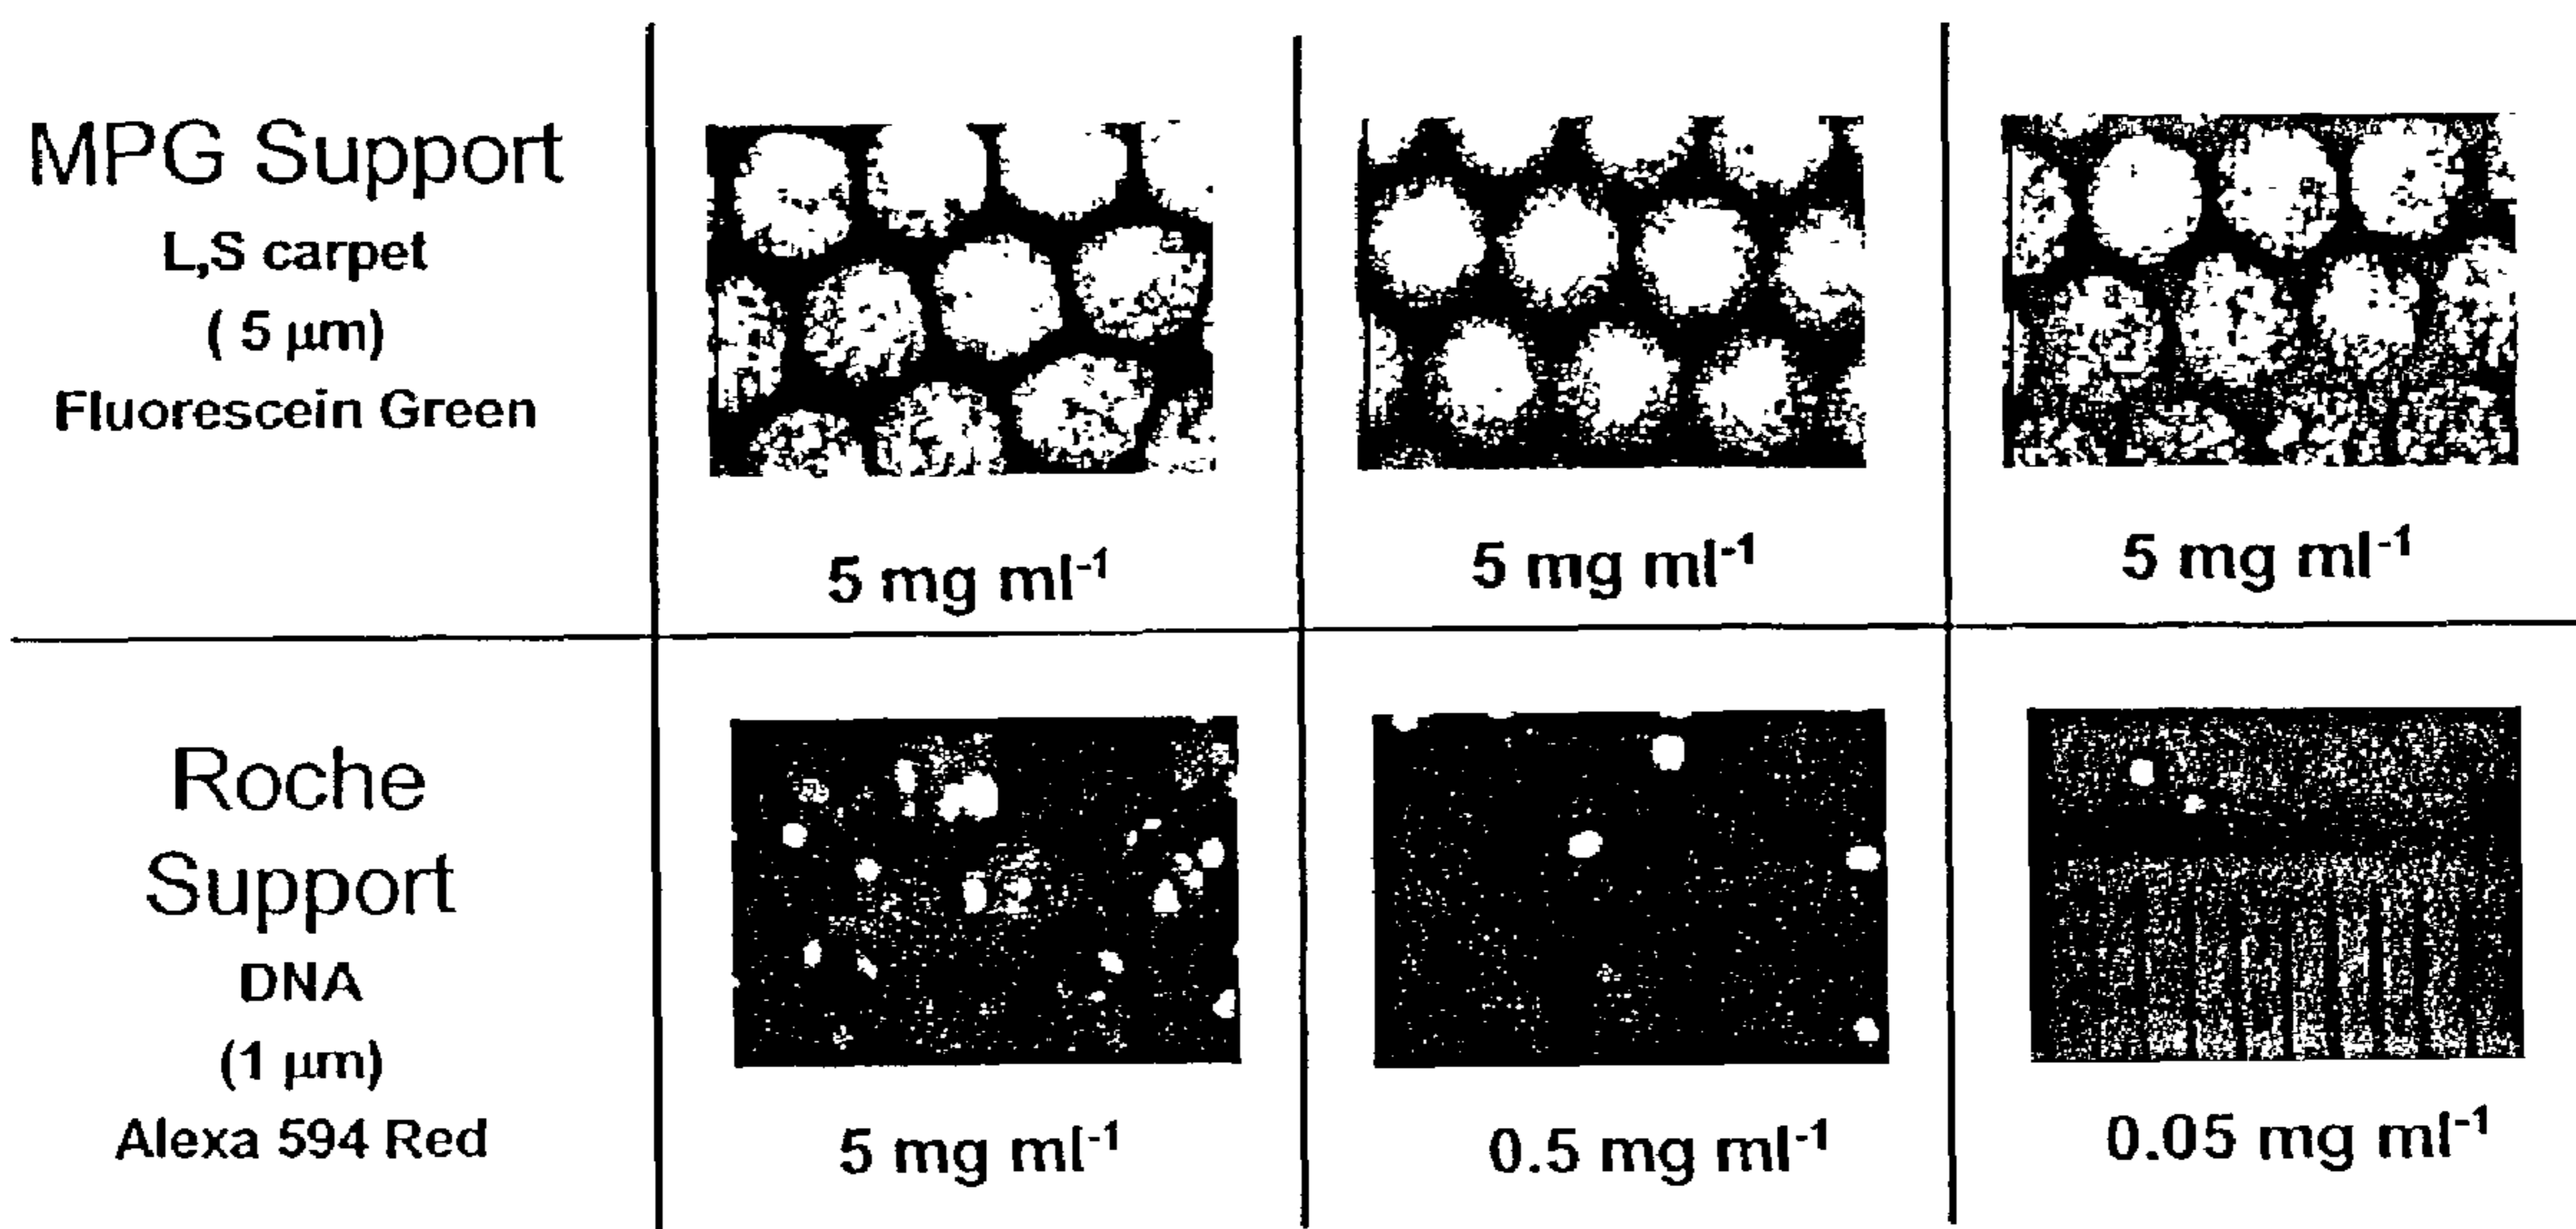 MPG Support
L,S carpet
( 5 μm)
Fluorescein Green
5 mg ml⁻¹
5 mg ml⁻¹
5 mg ml⁻¹
Roche
Support
DNA
(1 μm)
Alexa 594 Red
5 mg ml⁻¹
0.5 mg ml⁻¹
0.05 mg ml⁻¹